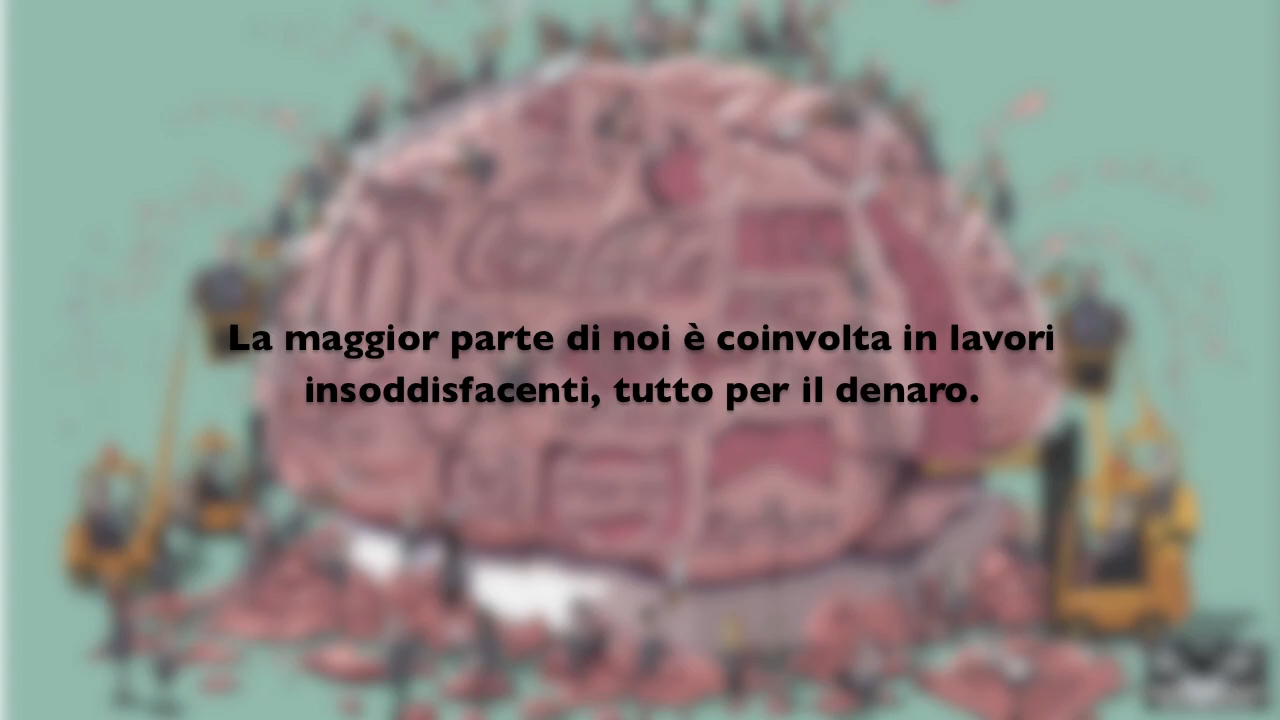 La maggior parte di noi è coinvolta in lavori
insoddisfacenti, tutto per il denaro.